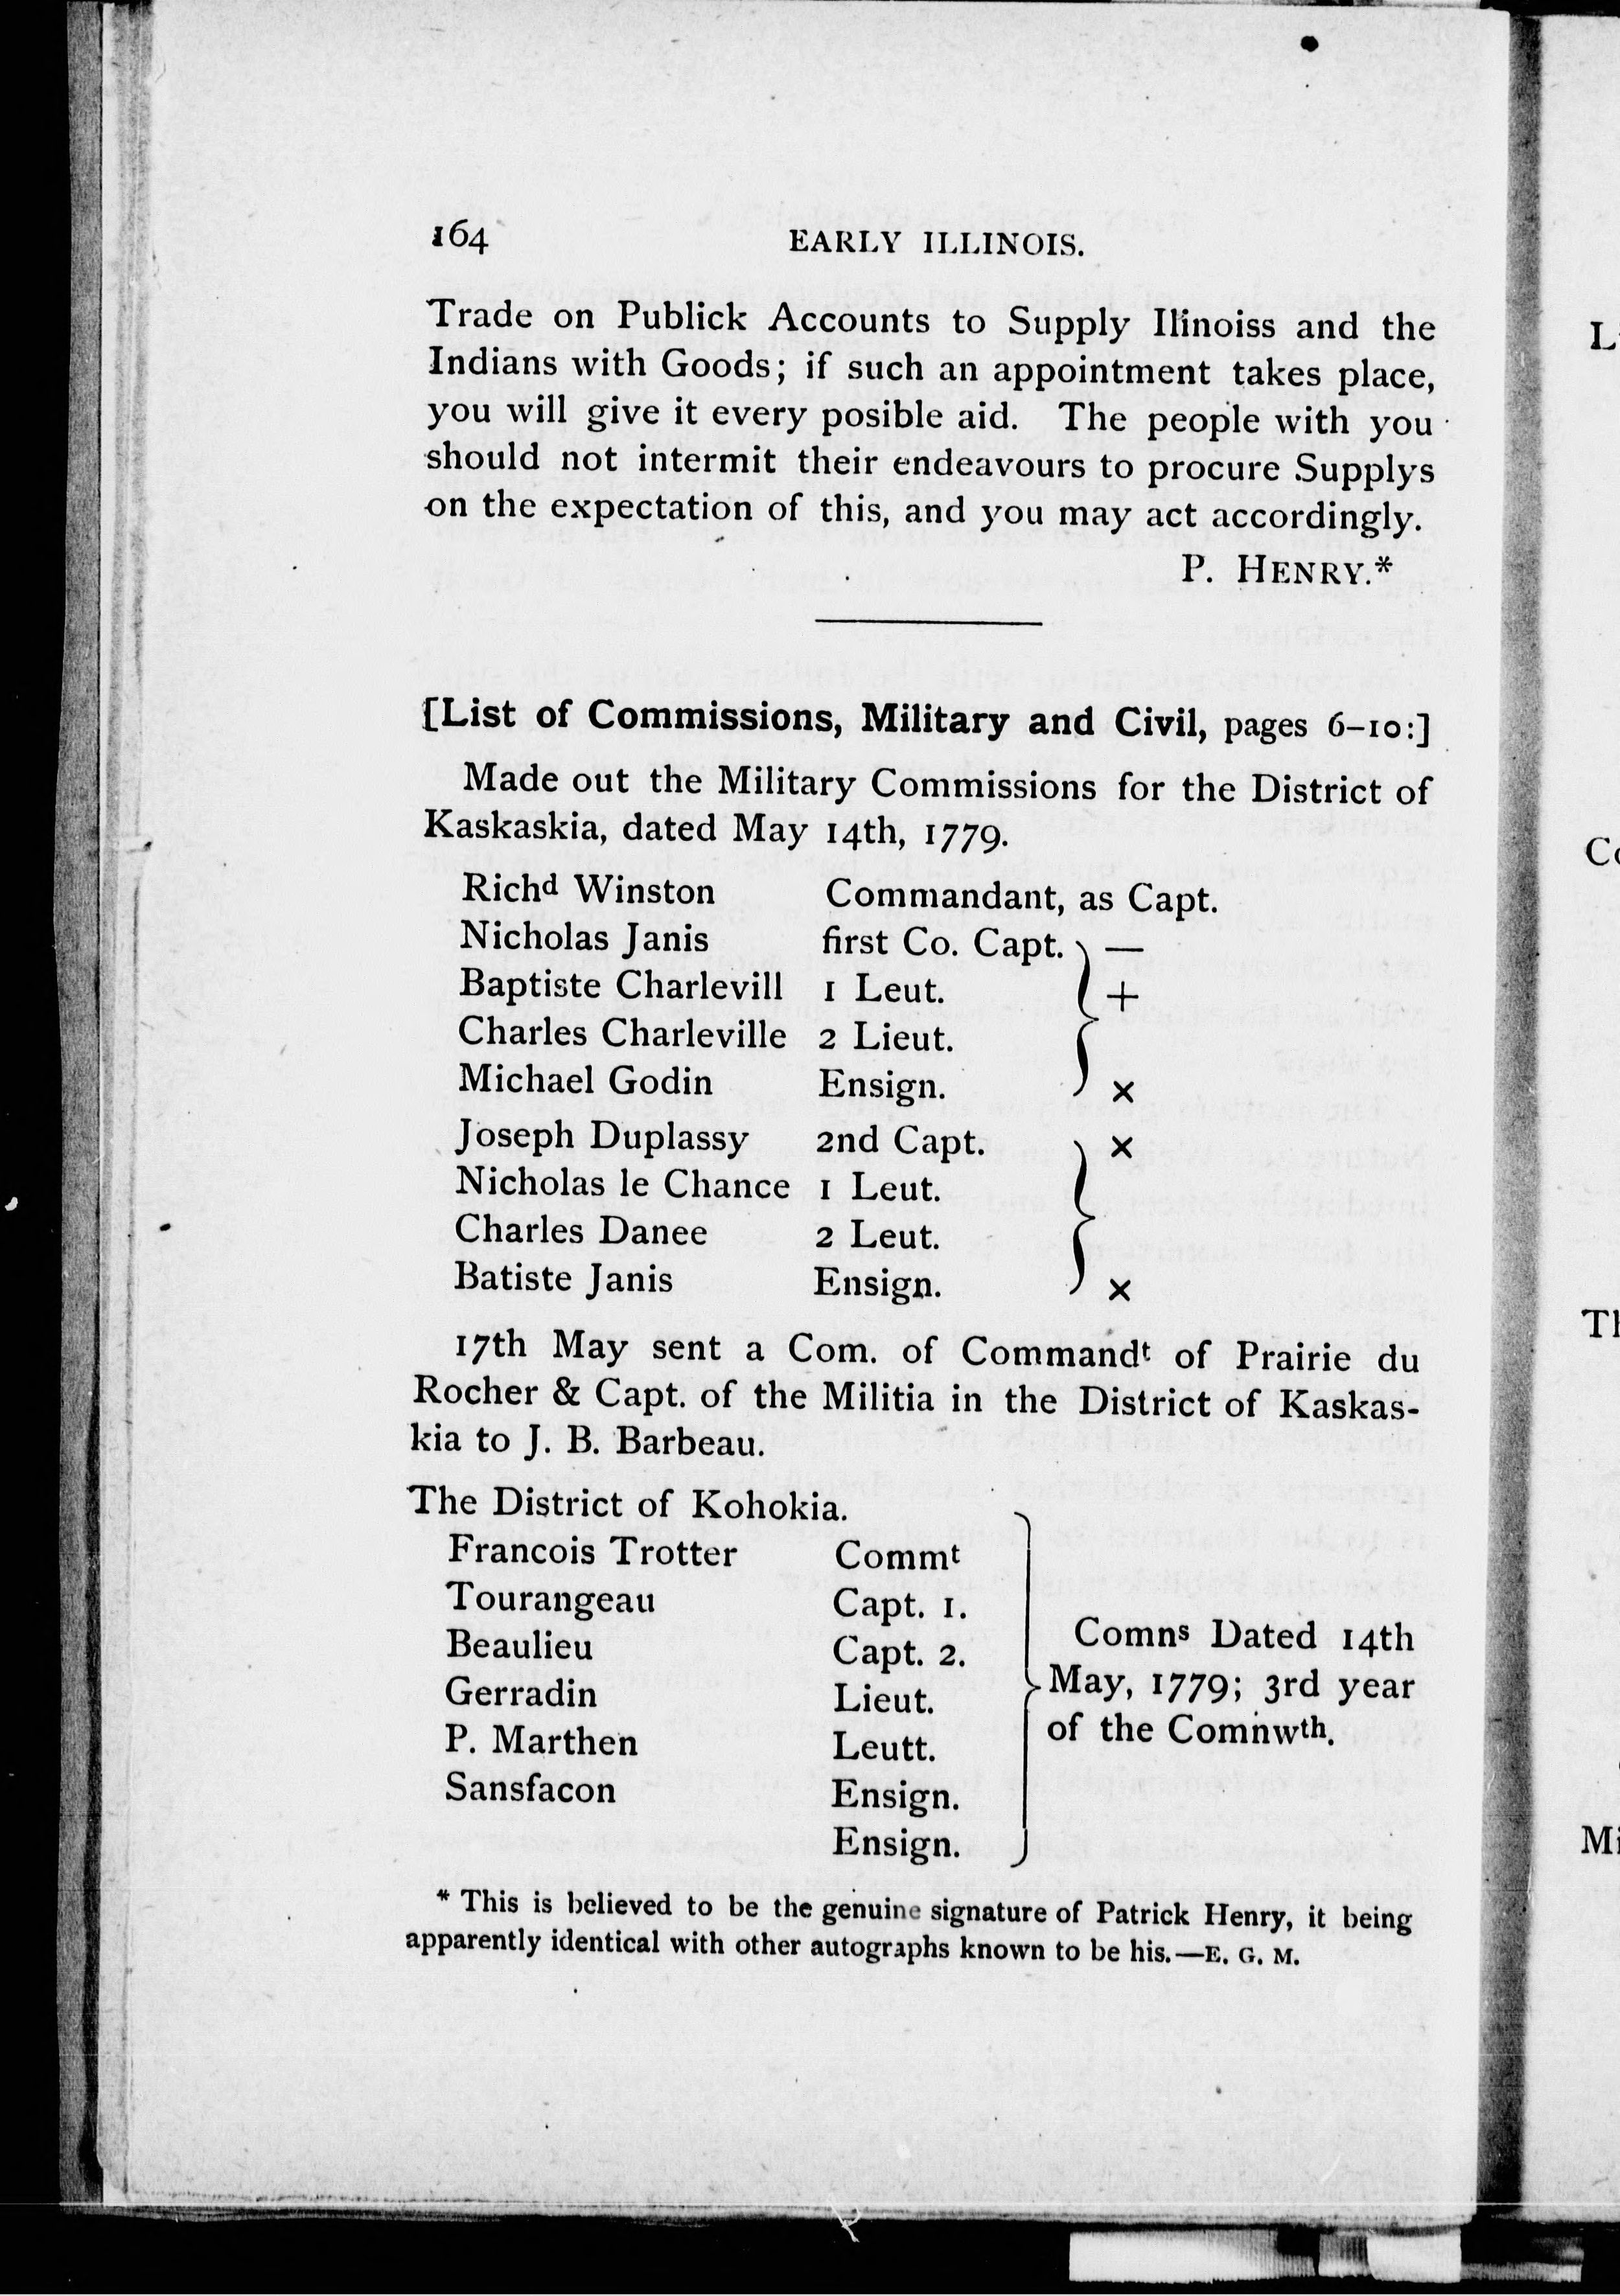 164 EARLY ILLINOIS.
Trade on Publick Accounts to Supply Ilinoiss and the
Indians with Goods; if such an appointment takes place,
you will give it every posible aid. The people with you
should not intermit their endeavours to procure Supplys
on the expectation of this, and you may act accordingly.
P. HENRY.*
[List of Commissions, Military and Civil, pages 6–10:]
Made out the Military Commissions for the District of
Kaskaskia, dated May 14th, 1779.
Richd Winston Commandant, as Capt.
Nicholas Janis first Co. Capt. —
Baptiste Charlevill 1 Leut. +
Charles Charleville 2 Lieut.
Michael Godin Ensign. ×
Joseph Duplassy 2nd Capt. ×
Nicholas le Chance 1 Leut.
Charles Danee 2 Leut.
Batiste Janis Ensign. ×
17th May sent a Com. of Commandt of Prairie du
Rocher & Capt. of the Militia in the District of Kaskas-
kia to J. B. Barbeau.
The District of Kohokia.
Francois Trotter Commt
Tourangeau Capt. 1.
Beaulieu Capt. 2.
Gerradin Lieut.
P. Marthen Leutt.
Sansfacon Ensign.
Ensign.
Comns Dated 14th
May, 1779; 3rd year
of the Comnwth.
* This is believed to be the genuine signature of Patrick Henry, it being
apparently identical with other autographs known to be his.—E. G. M.
L
Co
Mi